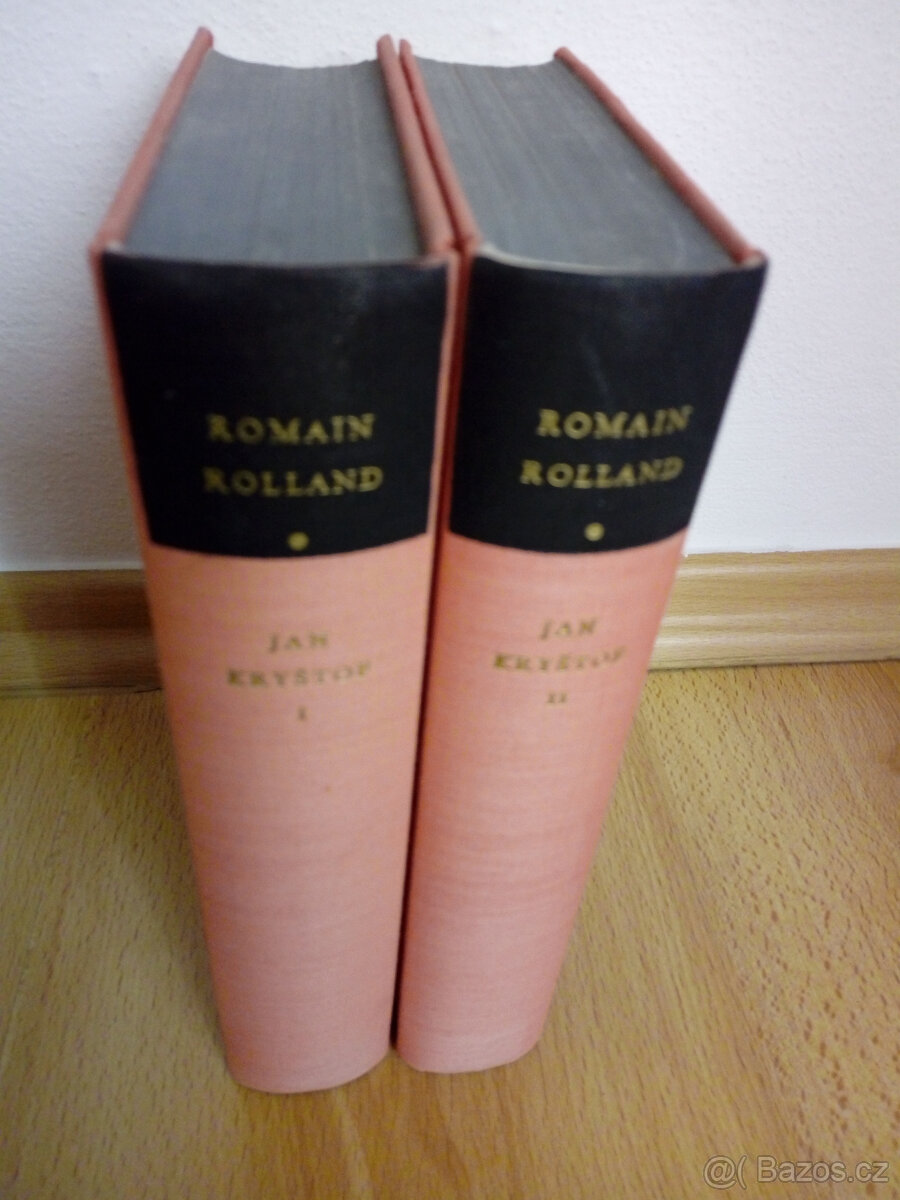 ROMAIN
ROLLAND
JAN
KRYŠTOF
I
ROMAIN
ROLLAND
JAN
KRYŠTOF
II
@( Bazos.cz